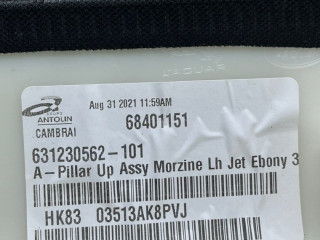 GRUPO
ANTOLIN
CAMBRAI
Aug 31 2021 11:59AM
68401151
631230562-101
A-Pillar Up Assy Morzine Lh Jet Ebony 3
HK83 03513AK8PVJ